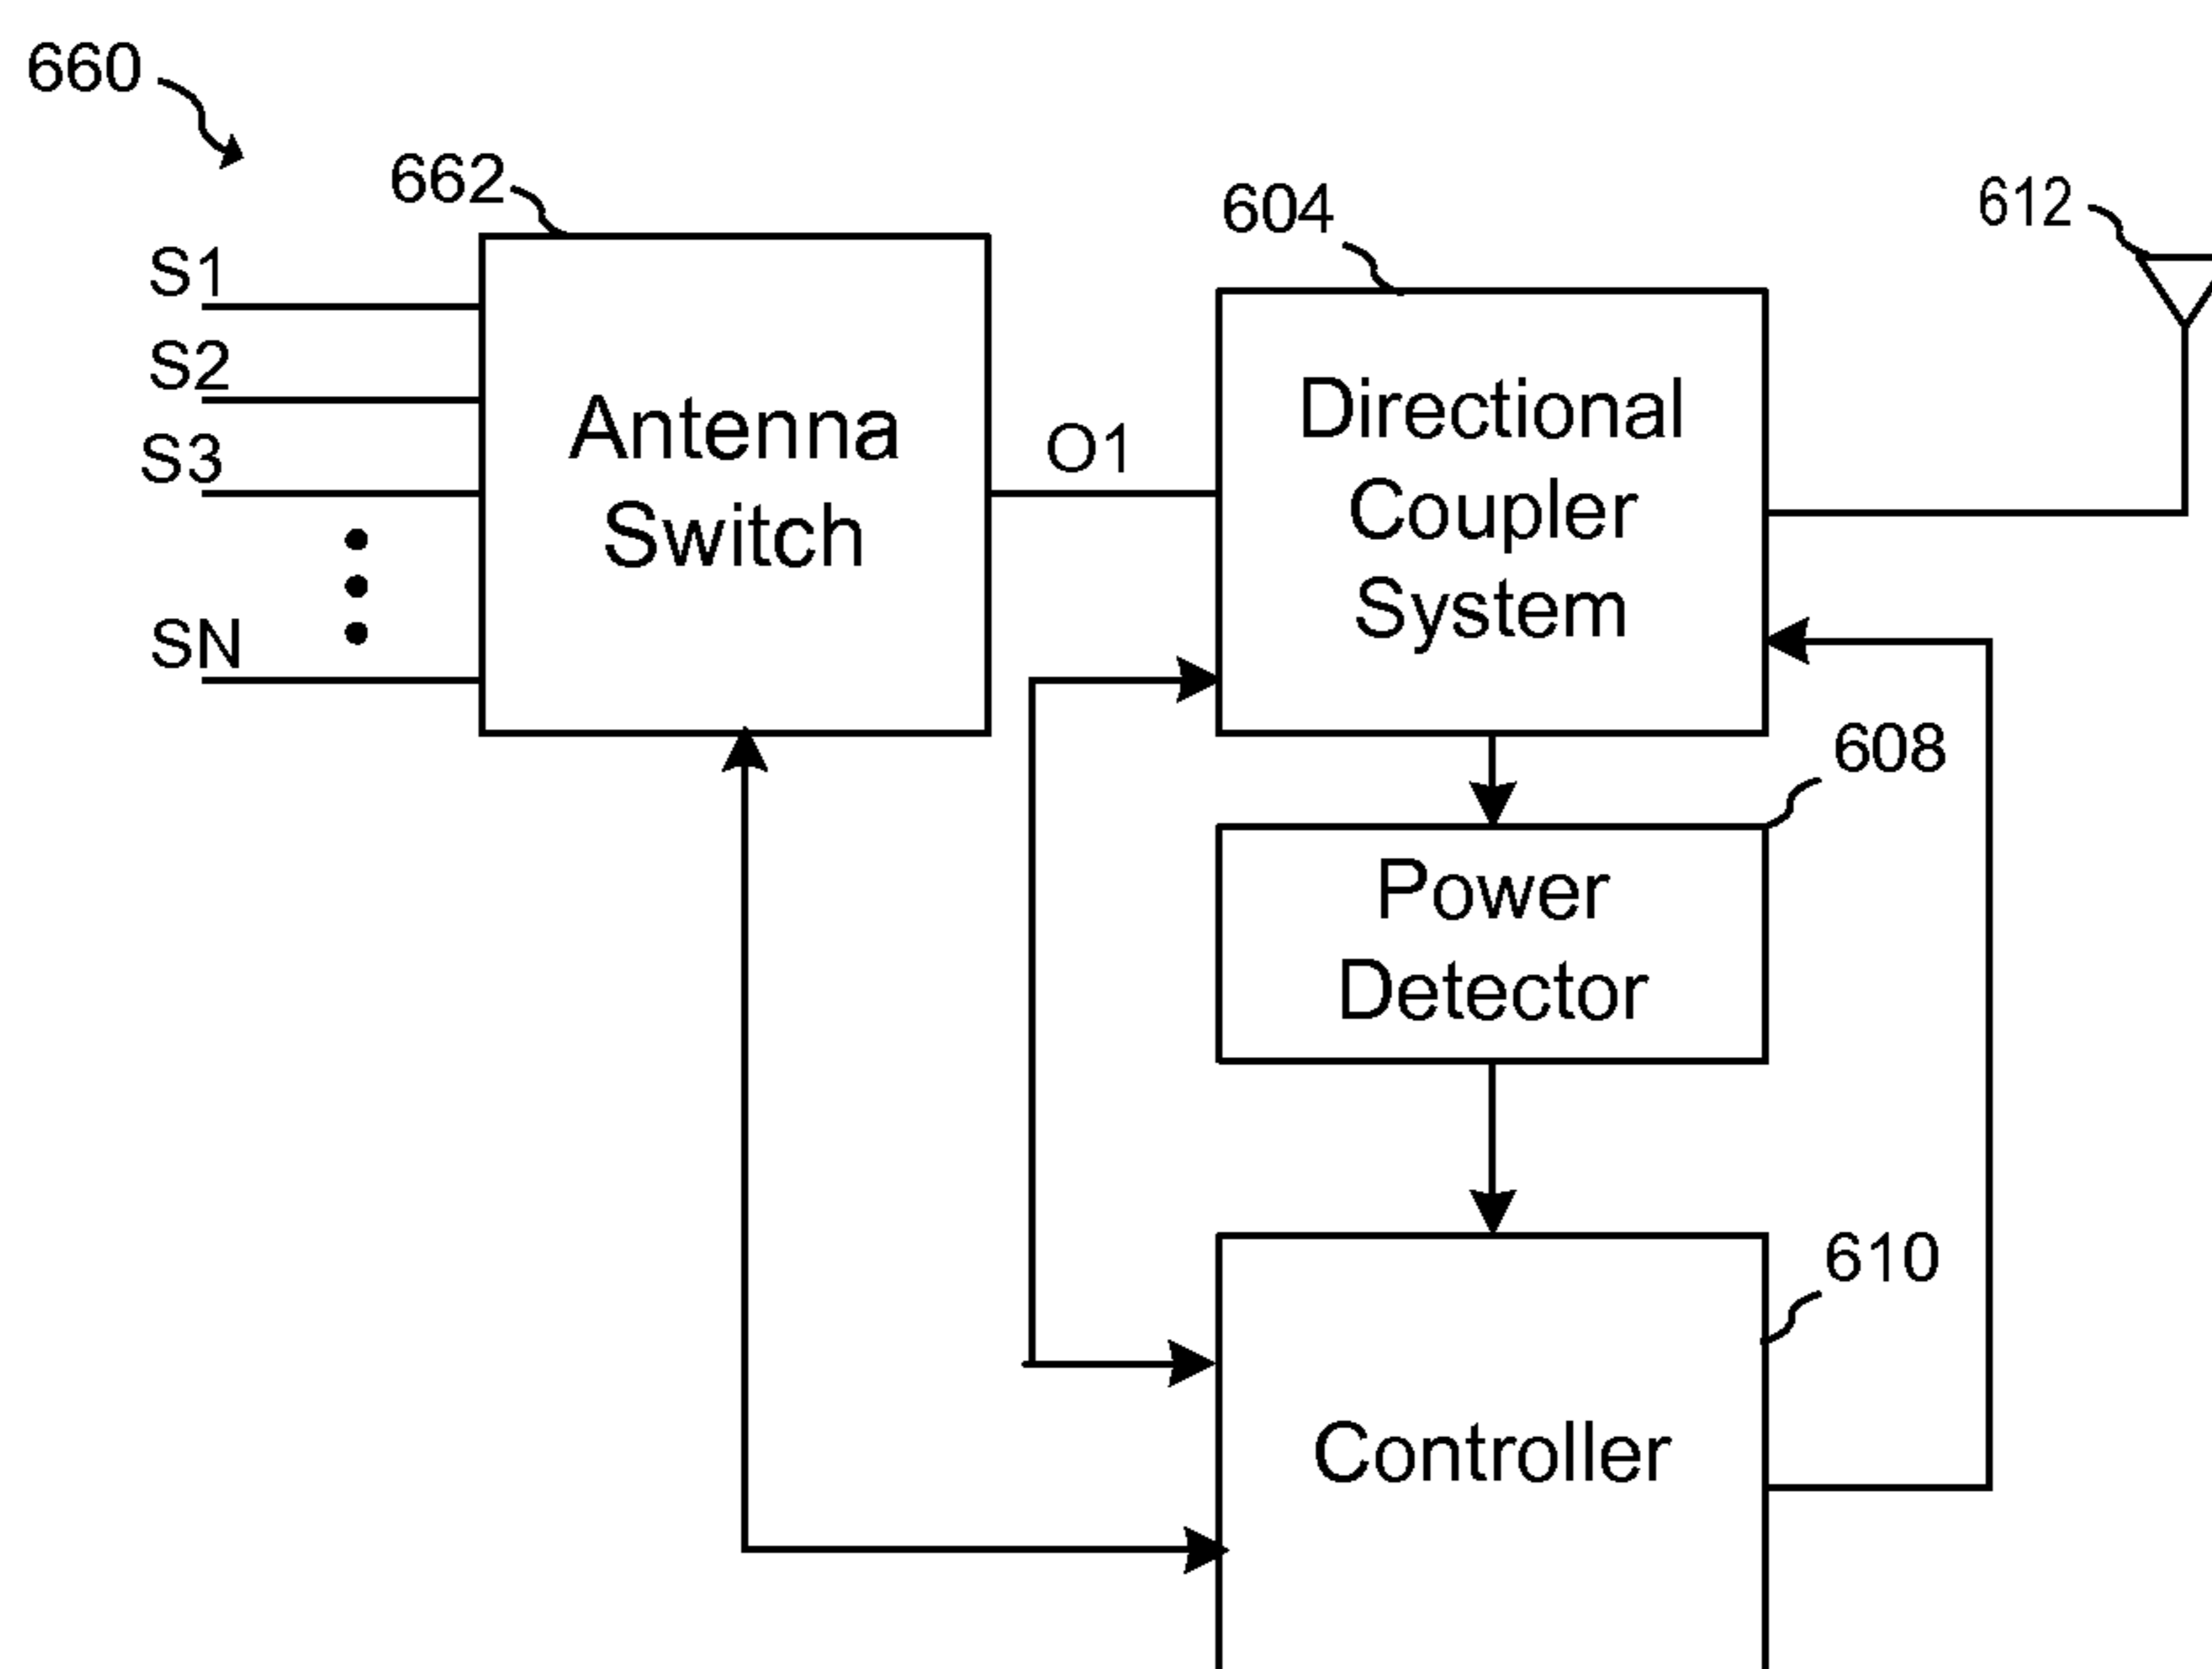 660
662
604
612
S1
S2
S3
SN
Antenna
Switch
O1
Directional
Coupler
System
608
Power
Detector
610
Controller